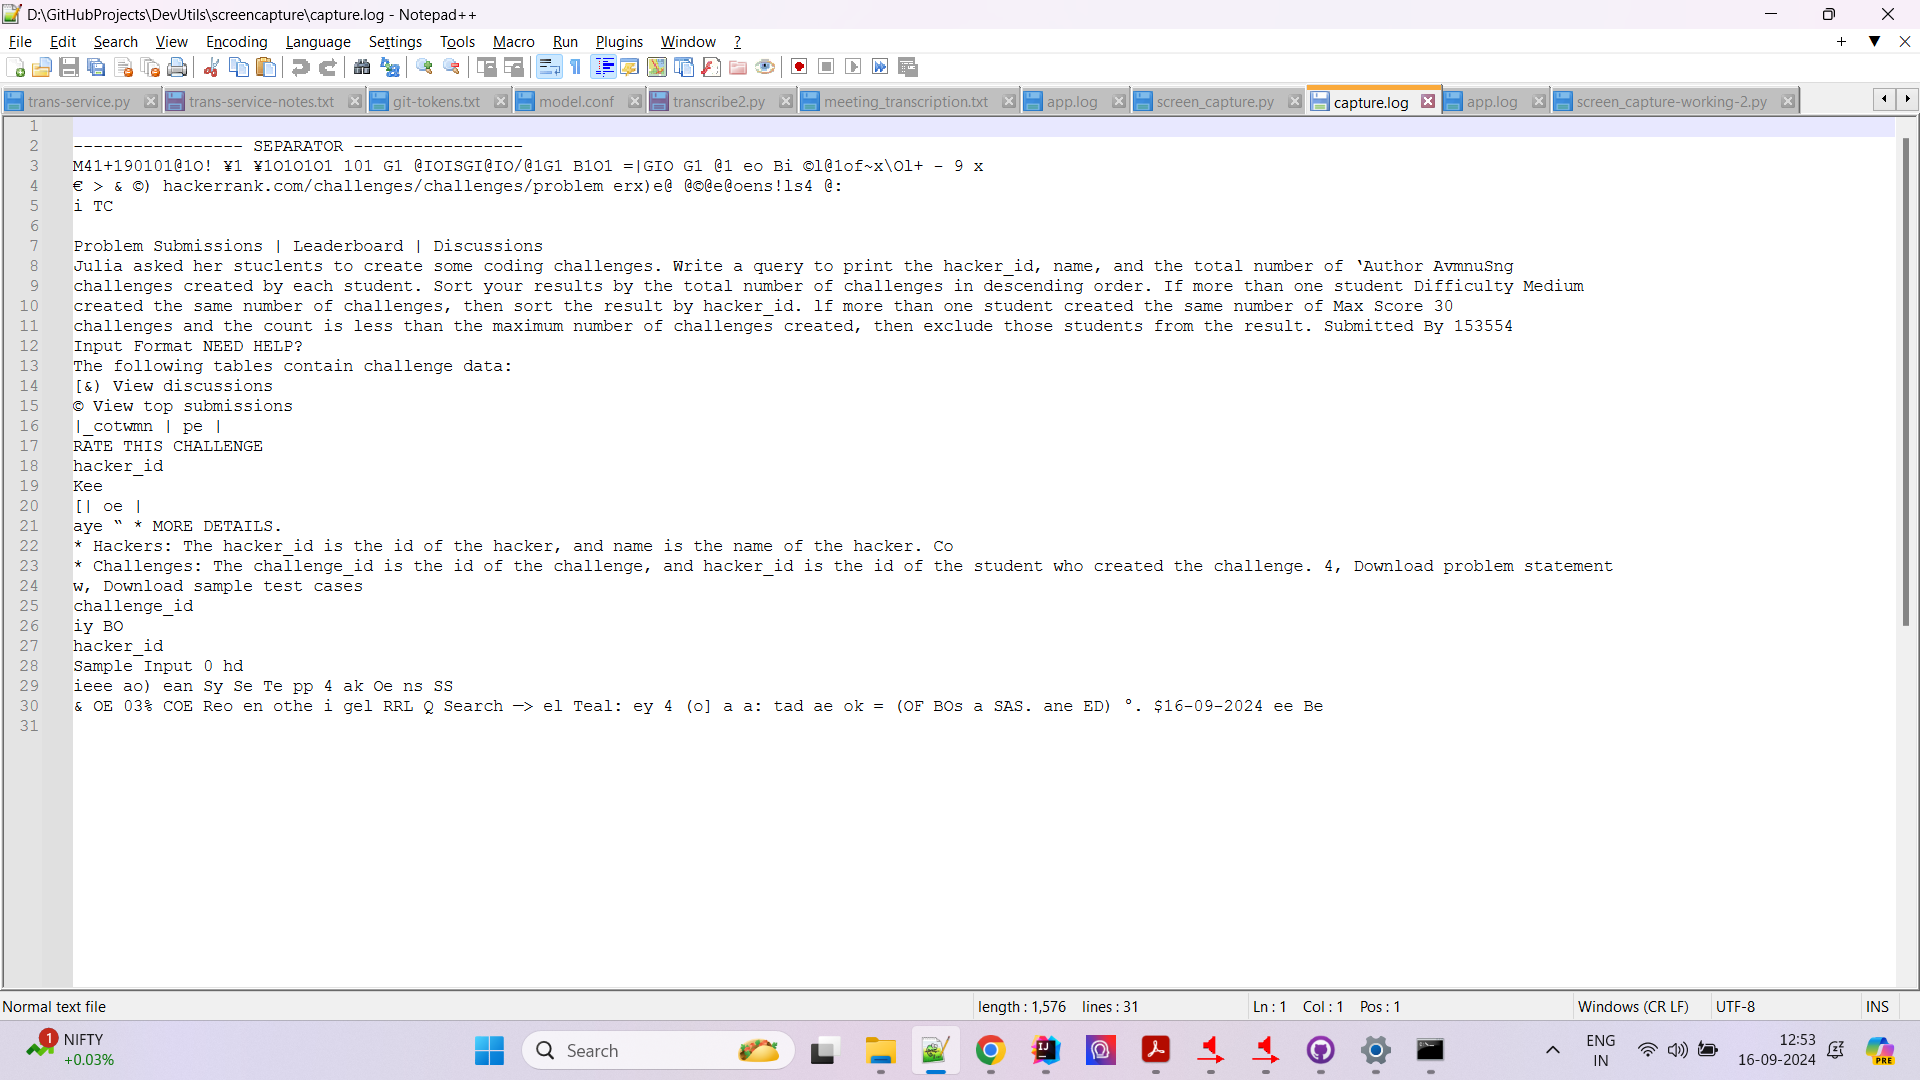 D:\GitHubProjects\DevUtils\screencapture\capture.log - Notepad++
File Edit Search View Encoding Language Settings Tools Macro Run Plugins Window ?
trans-service.py trans-service-notes.txt git-tokens.txt model.conf transcribe2.py meeting_transcription.txt app.log screen_capture.py capture.log app.log screen_capture-working-2.py
1
2 ----------------- SEPARATOR -----------------
3 M41+190101@1O! ¥1 ¥1O1O1O1 101 G1 @IOISGI@IO/@1G1 B1O1 =|GIO G1 @1 eo Bi ©l@1of~x\Ol+ - 9 x
4 € > & ©) hackerrank.com/challenges/challenges/problem erx)e@ @©@e@oens!ls4 @:
5 i TC
6
7 Problem Submissions | Leaderboard | Discussions
8 Julia asked her stuclents to create some coding challenges. Write a query to print the hacker_id, name, and the total number of ‘Author AvmnuSng
9 challenges created by each student. Sort your results by the total number of challenges in descending order. If more than one student Difficulty Medium
10 created the same number of challenges, then sort the result by hacker_id. lf more than one student created the same number of Max Score 30
11 challenges and the count is less than the maximum number of challenges created, then exclude those students from the result. Submitted By 153554
12 Input Format NEED HELP?
13 The following tables contain challenge data:
14 [&) View discussions
15 © View top submissions
16 |_cotwmn | pe |
17 RATE THIS CHALLENGE
18 hacker_id
19 Kee
20 [| oe |
21 aye “ * MORE DETAILS.
22 * Hackers: The hacker_id is the id of the hacker, and name is the name of the hacker. Co
23 * Challenges: The challenge_id is the id of the challenge, and hacker_id is the id of the student who created the challenge. 4, Download problem statement
24 w, Download sample test cases
25 challenge_id
26 iy BO
27 hacker_id
28 Sample Input 0 hd
29 ieee ao) ean Sy Se Te pp 4 ak Oe ns SS
30 & OE 03% COE Reo en othe i gel RRL Q Search —> el Teal: ey 4 (o] a a: tad ae ok = (OF BOs a SAS. ane ED) °. $16-09-2024 ee Be
31
Normal text file length : 1,576 lines : 31 Ln : 1 Col : 1 Pos : 1 Windows (CR LF) UTF-8 INS
1 NIFTY
+0.03%
Search
ENG
IN
12:53
16-09-2024
PRE